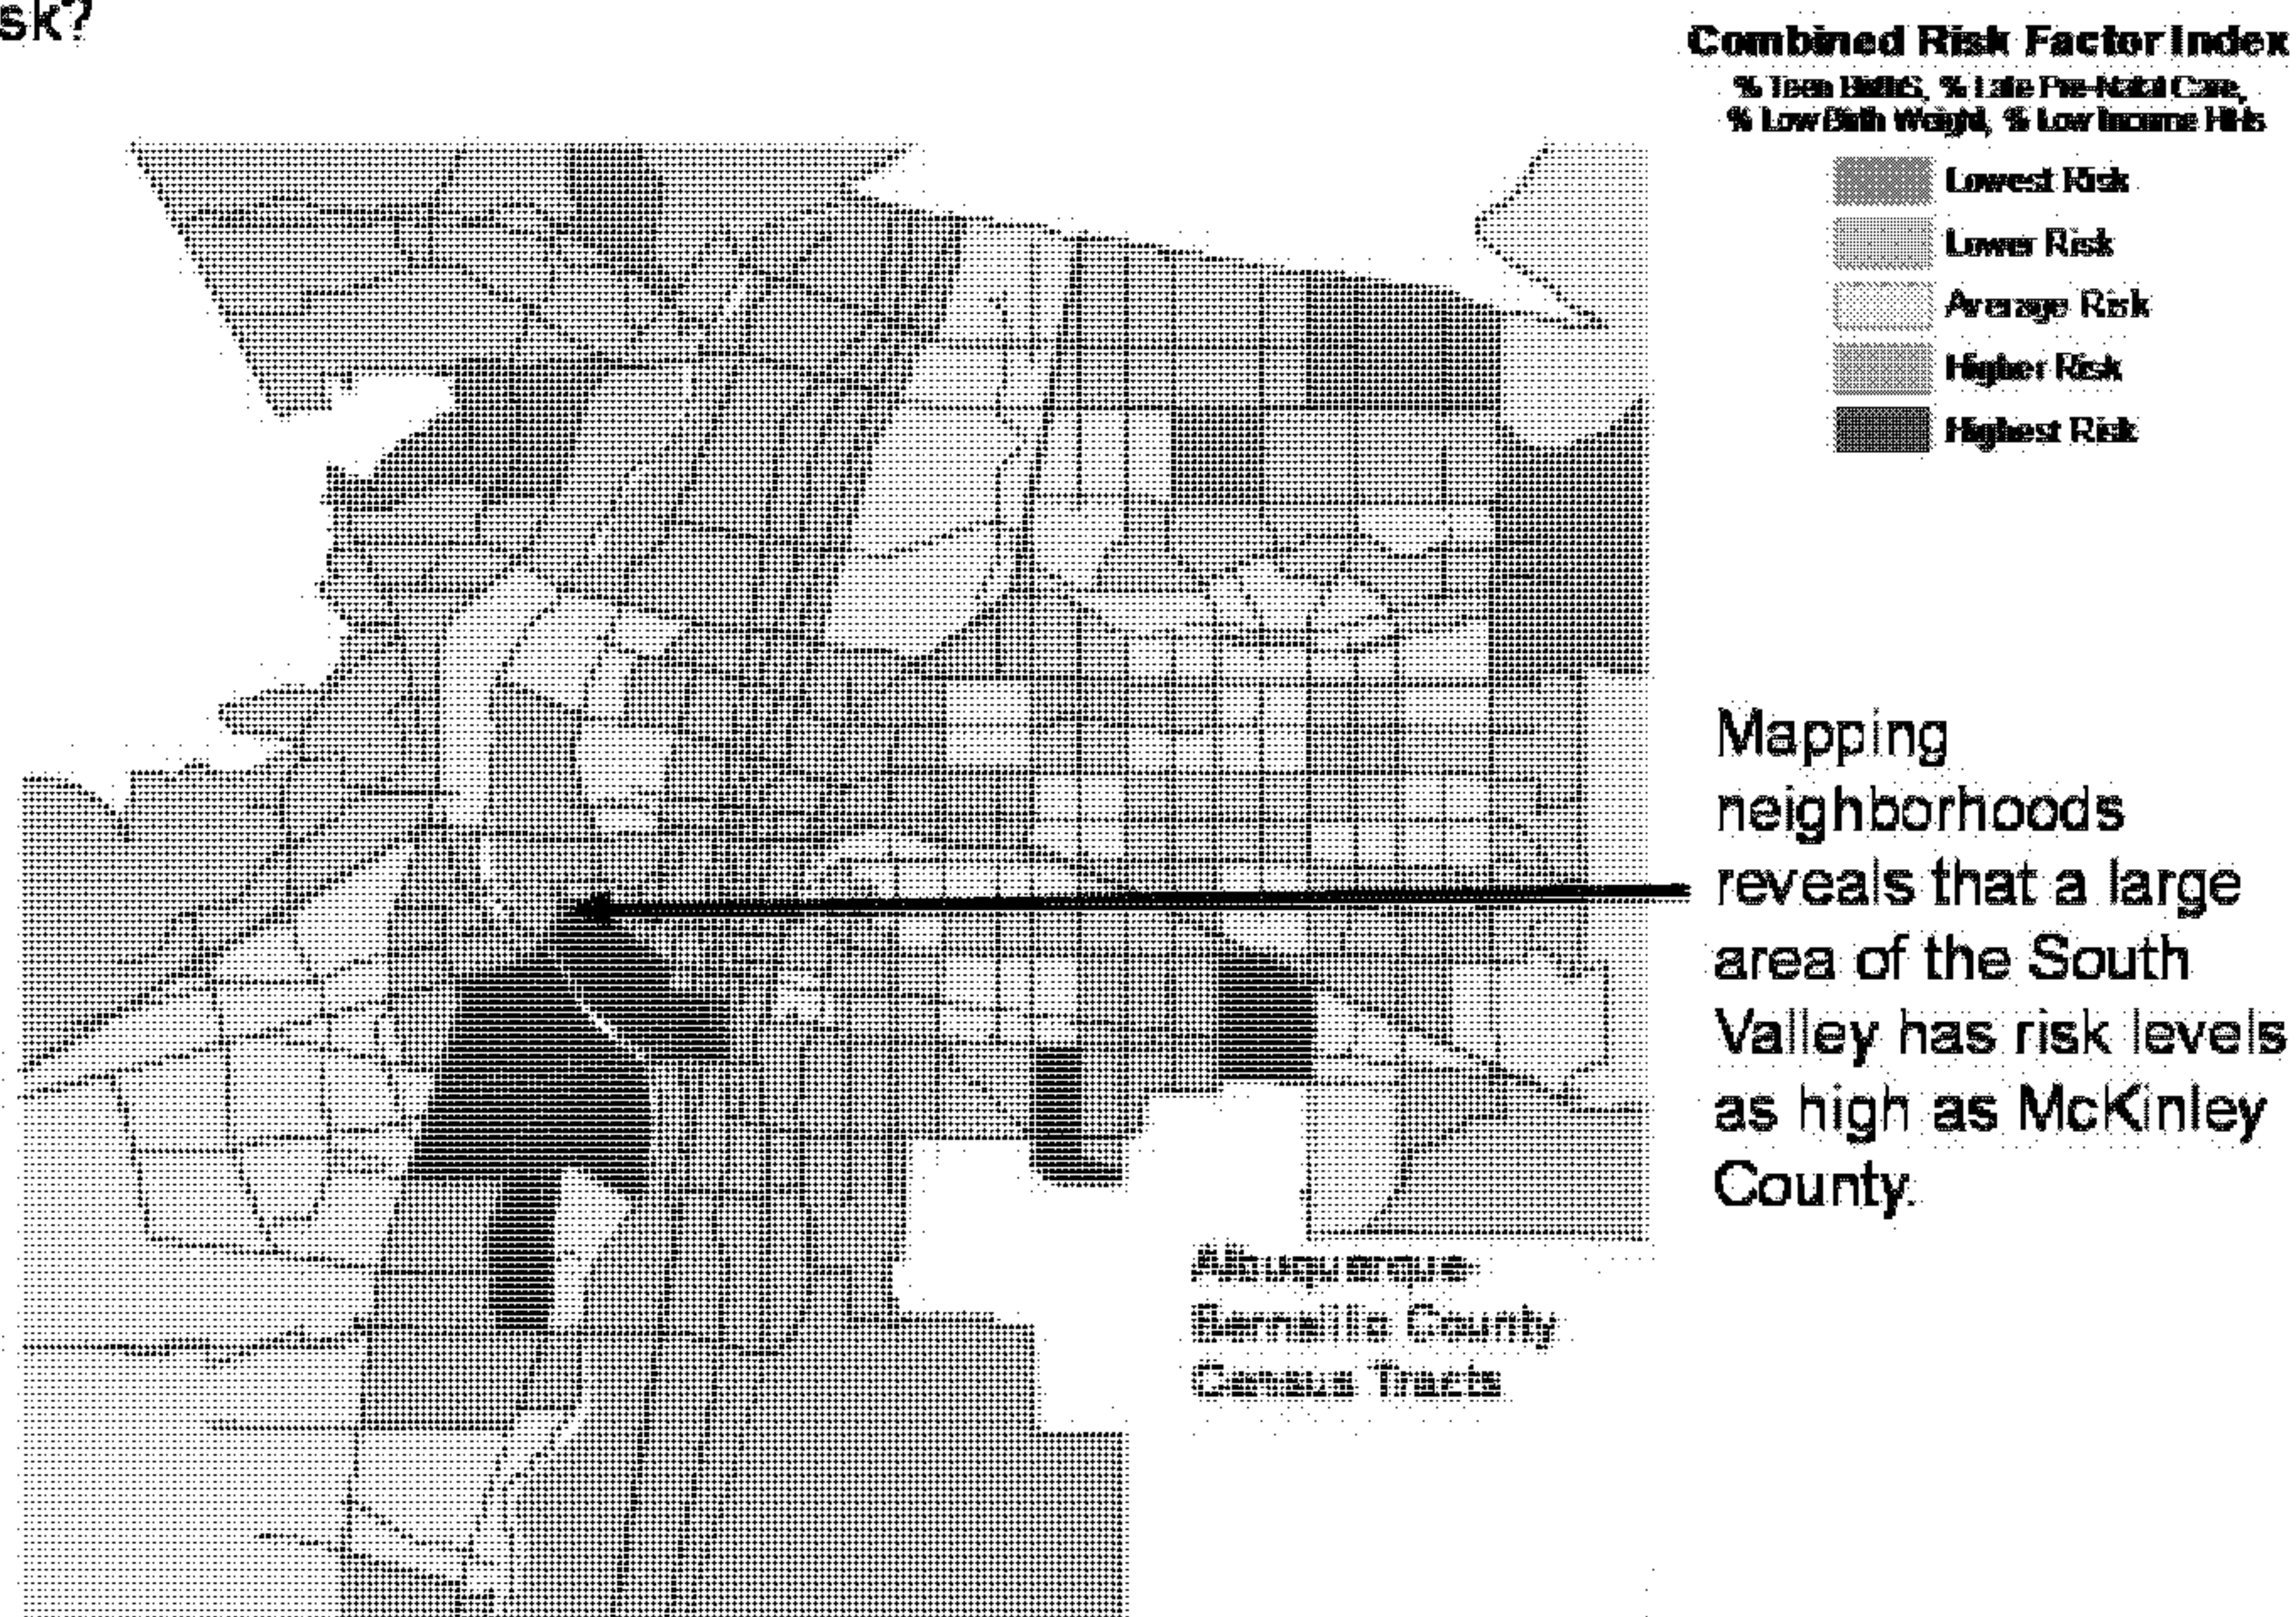 sk?
Combined Risk Factor Index
% Teen Births, % Late Pre-Natal Care,
% Low Birth Weight, % Low Income HHs
Lowest Risk
Lower Risk
Average Risk
Higher Risk
Highest Risk
Mapping
neighborhoods
reveals that a large
area of the South
Valley has risk levels
as high as McKinley
County.
Albuquerque
Bernalillo County
Census Tracts